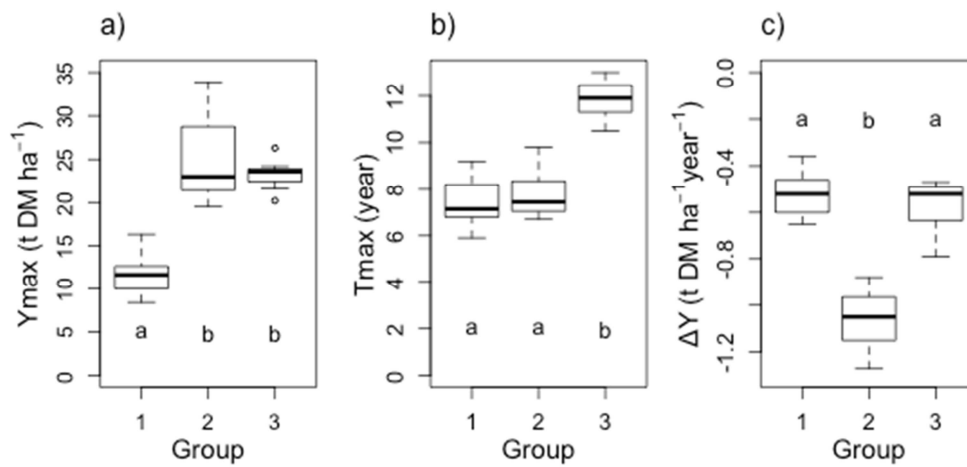 a)
Ymax (t DM ha⁻¹)
0 5 10 15 20 25 30 35
a b b
1 2 3
Group
b)
Tmax (year)
0 2 4 6 8 10 12
a a b
1 2 3
Group
c)
ΔY (t DM ha⁻¹year⁻¹)
-1.2 -0.8 -0.4 0.0
a b a
1 2 3
Group